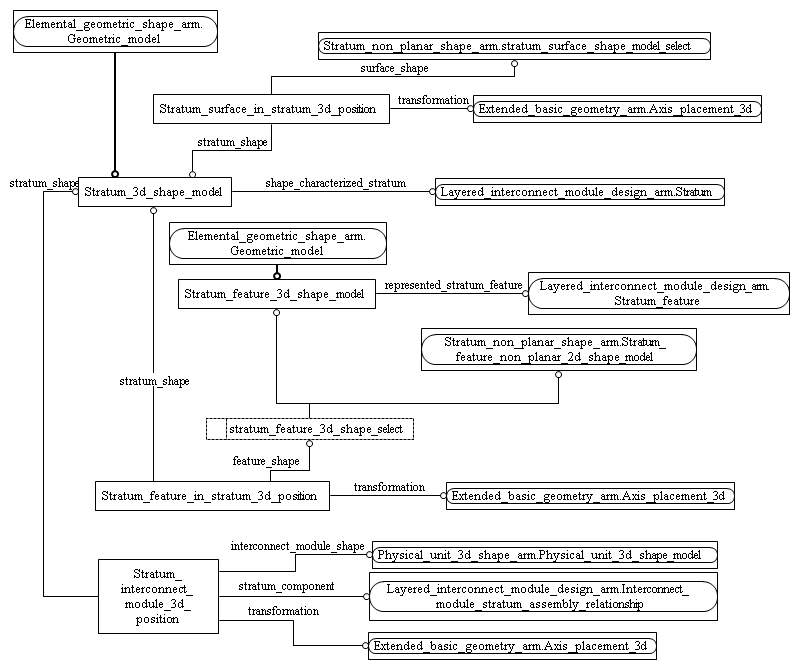 Elemental_geometric_shape_arm.
Geometric_model
Stratum_non_planar_shape_arm.stratum_surface_shape_model_select
surface_shape
Stratum_surface_in_stratum_3d_position
transformation
Extended_basic_geometry_arm.Axis_placement_3d
stratum_shape
stratum_shape
Stratum_3d_shape_model
shape_characterized_stratum
Layered_interconnect_module_design_arm.Stratum
Elemental_geometric_shape_arm.
Geometric_model
Stratum_feature_3d_shape_model
represented_stratum_feature
Layered_interconnect_module_design_arm.
Stratum_feature
Stratum_non_planar_shape_arm.Stratum_
feature_non_planar_2d_shape_model
stratum_shape
stratum_feature_3d_shape_select
feature_shape
Stratum_feature_in_stratum_3d_position
transformation
Extended_basic_geometry_arm.Axis_placement_3d
interconnect_module_shape
Physical_unit_3d_shape_arm.Physical_unit_3d_shape_model
Stratum_
interconnect_
module_3d_
position
stratum_component
Layered_interconnect_module_design_arm.Interconnect_
module_stratum_assembly_relationship
transformation
Extended_basic_geometry_arm.Axis_placement_3d